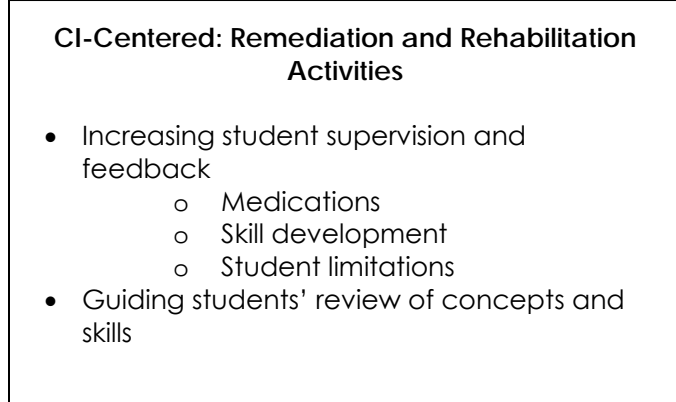 CI-Centered: Remediation and Rehabilitation
Activities
• Increasing student supervision and
feedback
o Medications
o Skill development
o Student limitations
• Guiding students’ review of concepts and
skills